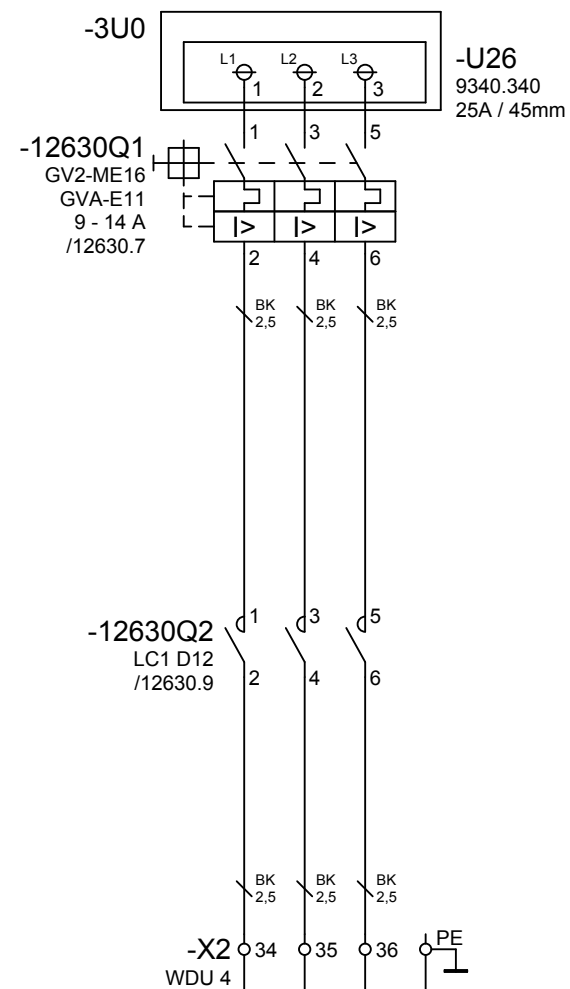 -3U0
L1 L2 L3
1 2 3
-U26
9340.340
25A / 45mm
1 3 5
-12630Q1
GV2-ME16
GVA-E11
9 - 14 A
/12630.7
I> I> I>
2 4 6
BK BK BK
2,5 2,5 2,5
1 3 5
-12630Q2
LC1 D12
/12630.9
2 4 6
BK BK BK
2,5 2,5 2,5
-X2 34 35 36 PE
WDU 4